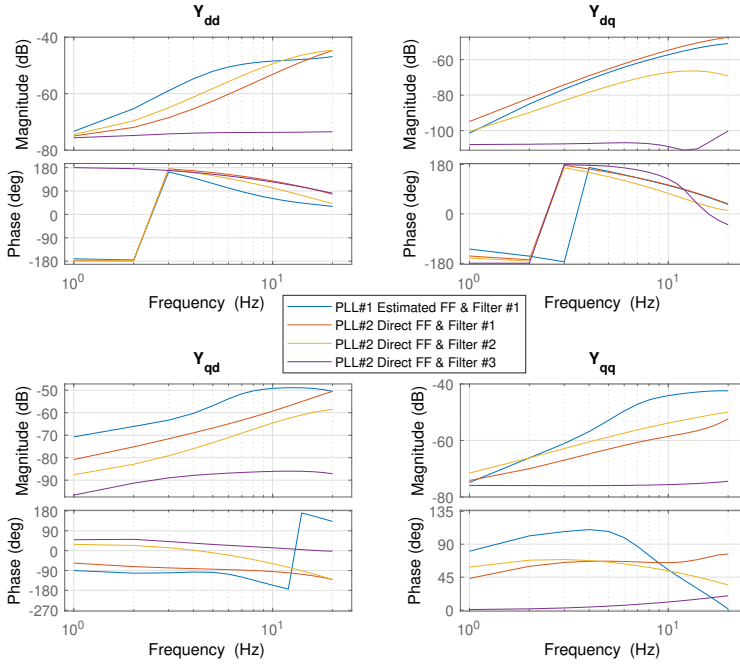 Y_dd
Magnitude (dB)
-40
-60
-80
Phase (deg)
180
90
0
-90
-180
10^0
10^1
Frequency (Hz)
Y_dq
Magnitude (dB)
-60
-80
-100
Phase (deg)
180
0
-180
10^0
10^1
Frequency (Hz)
PLL#1 Estimated FF & Filter #1
PLL#2 Direct FF & Filter #1
PLL#2 Direct FF & Filter #2
PLL#2 Direct FF & Filter #3
Y_qd
Magnitude (dB)
-50
-60
-70
-80
-90
Phase (deg)
180
90
0
-90
-180
-270
10^0
10^1
Frequency (Hz)
Y_qq
Magnitude (dB)
-40
-60
-80
Phase (deg)
135
90
45
0
10^0
10^1
Frequency (Hz)